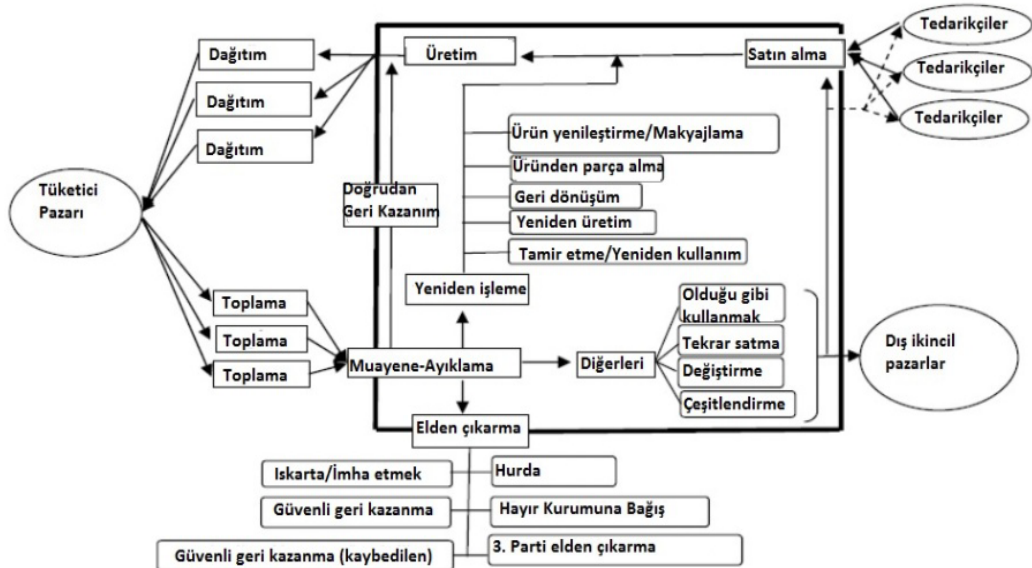 Dağıtım
Üretim
Satın alma
Tedarikçiler
Tedarikçiler
Tedarikçiler
Dağıtım
Dağıtım
Ürün yenileştirme/Makyajlama
Üründen parça alma
Geri dönüşüm
Yeniden üretim
Tamir etme/Yeniden kullanım
Doğrudan
Geri Kazanım
Tüketici
Pazarı
Yeniden işleme
Toplama
Toplama
Toplama
Muayene-Ayıklama
Diğerleri
Olduğu gibi
kullanmak
Tekrar satma
Değiştirme
Çeşitlendirme
Dış ikincil
pazarlar
Elden çıkarma
Iskarta/İmha etmek
Hurda
Güvenli geri kazanma
Hayır Kurumuna Bağış
Güvenli geri kazanma (kaybedilen)
3. Parti elden çıkarma